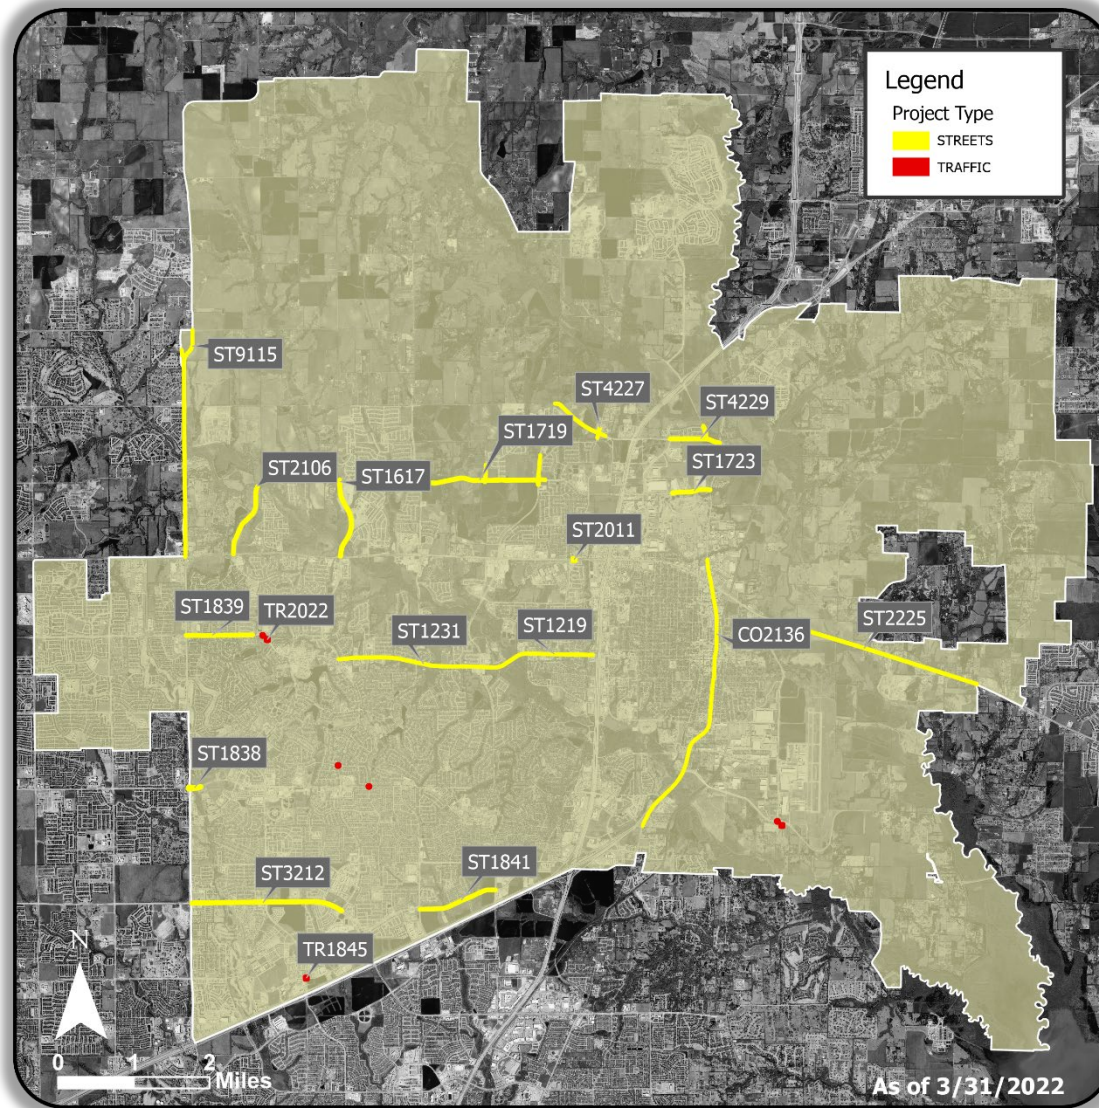 Legend
Project Type
STREETS
TRAFFIC
ST9115
ST4227
ST4229
ST1719
ST1723
ST2106
ST1617
ST2011
ST1839
TR2022
ST1231
ST1219
CO2136
ST2225
ST1838
ST1841
ST3212
TR1845
N
0 1 2
Miles
As of 3/31/2022